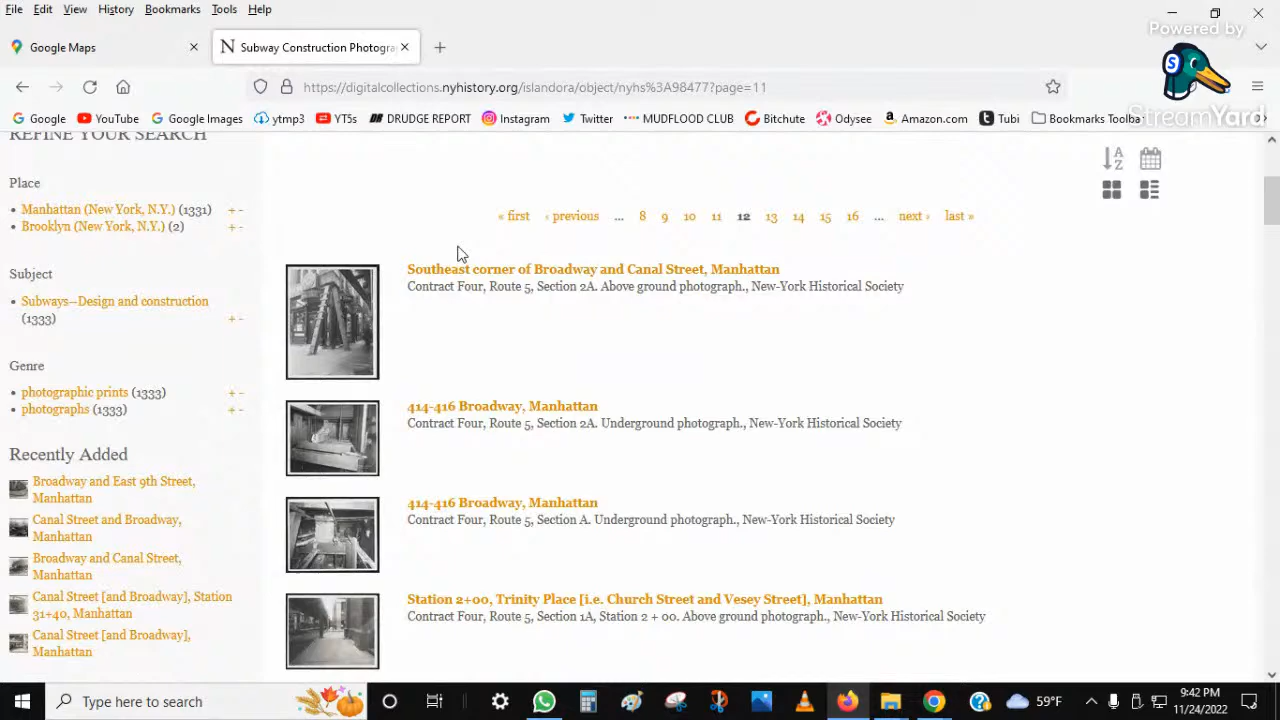 File Edit View History Bookmarks Tools Help
Powered by
StreamYard
Google Maps
N Subway Construction Photogra
https://digitalcollections.nyhistory.org/islandora/object/nyhs%3A98477?page=11
Google YouTube Google Images ytmp3 YT5s DRUDGE REPORT Instagram Twitter MUDFLOOD CLUB Bitchute Odysee Amazon.com Tubi Bookmarks Toolbar
REFINE YOUR SEARCH
Place
Manhattan (New York, N.Y.) (1331) + -
Brooklyn (New York, N.Y.) (2) + -
Subject
Subways--Design and construction
(1333) + -
Genre
photographic prints (1333) + -
photographs (1333) + -
Recently Added
Broadway and East 9th Street,
Manhattan
Canal Street and Broadway,
Manhattan
Broadway and Canal Street,
Manhattan
Canal Street [and Broadway], Station
31+40, Manhattan
Canal Street [and Broadway],
Manhattan
A
Z
« first ‹ previous ... 8 9 10 11 12 13 14 15 16 ... next › last »
Southeast corner of Broadway and Canal Street, Manhattan
Contract Four, Route 5, Section 2A. Above ground photograph., New-York Historical Society
414-416 Broadway, Manhattan
Contract Four, Route 5, Section 2A. Underground photograph., New-York Historical Society
414-416 Broadway, Manhattan
Contract Four, Route 5, Section A. Underground photograph., New-York Historical Society
Station 2+00, Trinity Place [i.e. Church Street and Vesey Street], Manhattan
Contract Four, Route 5, Section 1A, Station 2 + 00. Above ground photograph., New-York Historical Society
Type here to search
59°F
9:42 PM
11/24/2022